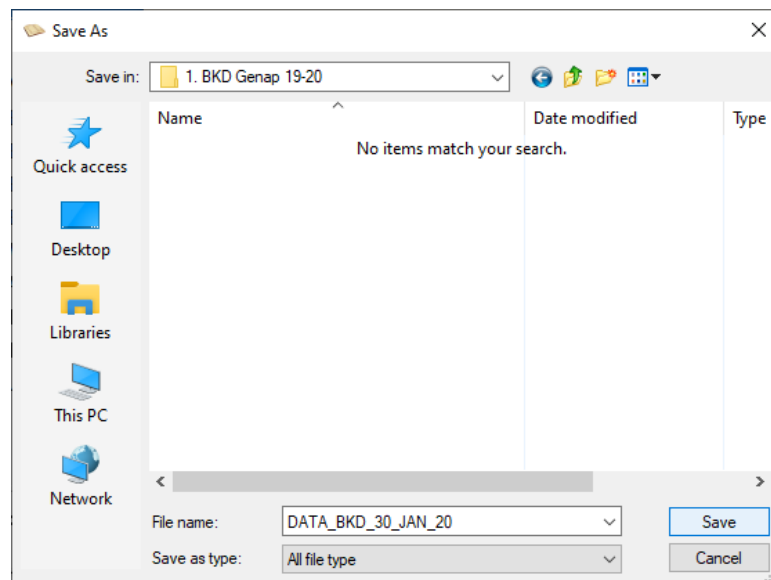 Save As
Save in:
1. BKD Genap 19-20
Name
Date modified
Type
No items match your search.
Quick access
Desktop
Libraries
This PC
Network
File name:
DATA_BKD_30_JAN_20
Save
Save as type:
All file type
Cancel